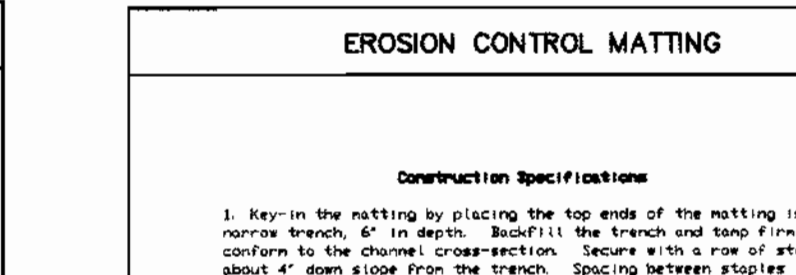 EROSION CONTROL MATTING
Construction Specifications
1. Key-in the matting by placing the top ends of the matting i
narrow trench, 6" in depth. Backfill the trench and tamp firm
conform to the channel cross-section. Secure with a row of st
about 4" down slope from the trench. Spacing between staples